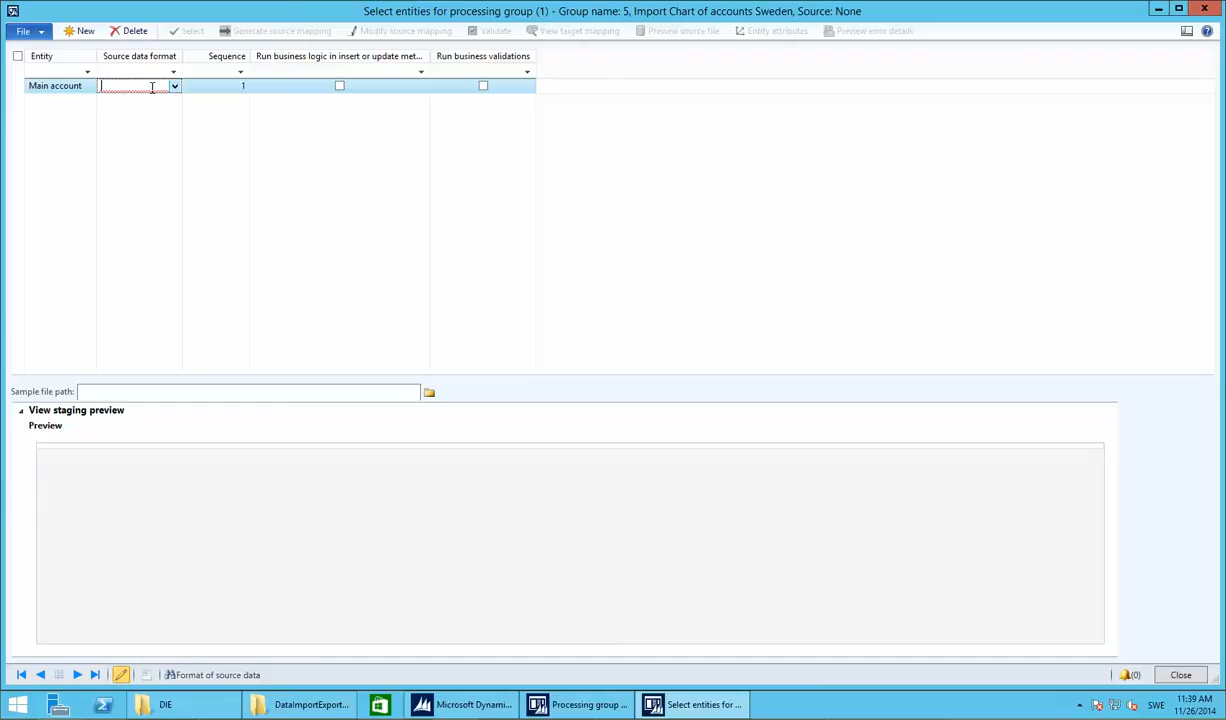 Select entities for processing group (1) - Group name: 5, Import Chart of accounts Sweden, Source: None
File New Delete Select Generate source mapping Modify source mapping Validate View target mapping Preview source file Entity attributes Preview error details
Entity Source data format Sequence Run business logic in insert or update met... Run business validations
Main account 1
Sample file path:
View staging preview
Preview
(0) Close
Format of source data
DIE DataImportExport... Microsoft Dynami... Processing group ... Select entities for ... SWE 11:39 AM
11/26/2014